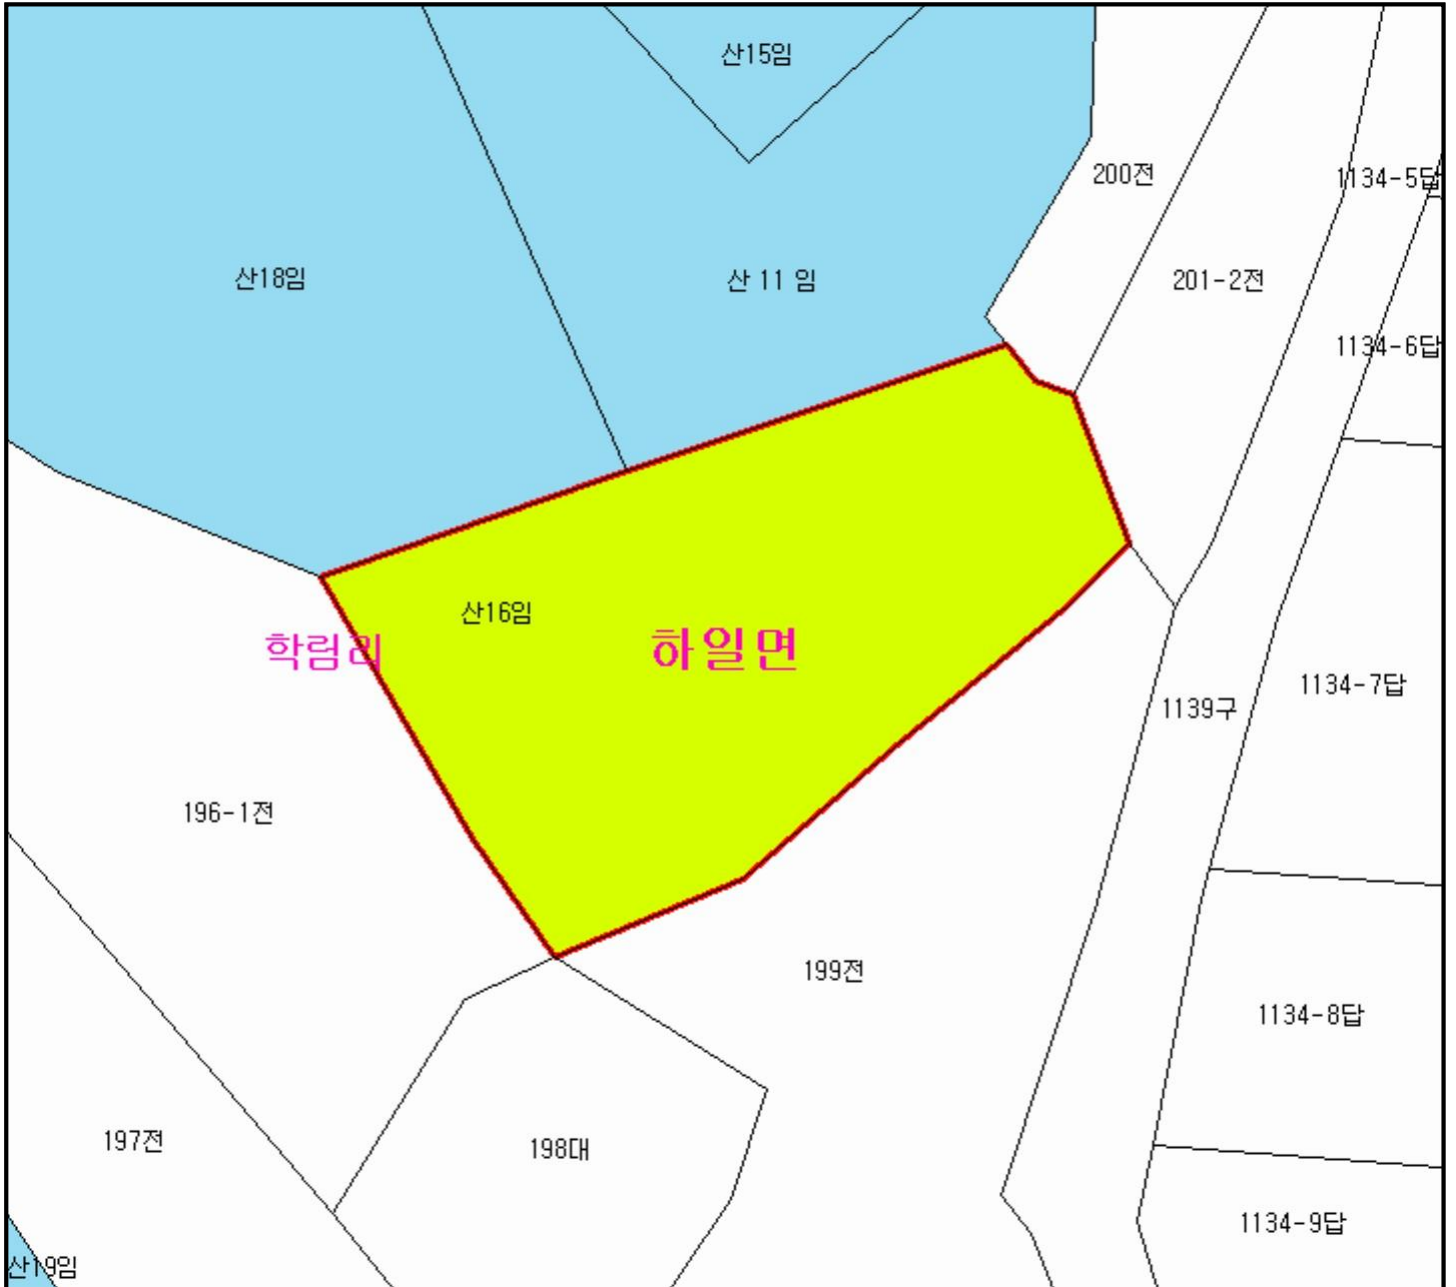 산15임
200전
1134-5답
산18임
산 11 임
201-2전
1134-6답
산16임
학림리
하일면
1134-7답
1139구
196-1전
199전
1134-8답
197전
198대
1134-9답
산19임